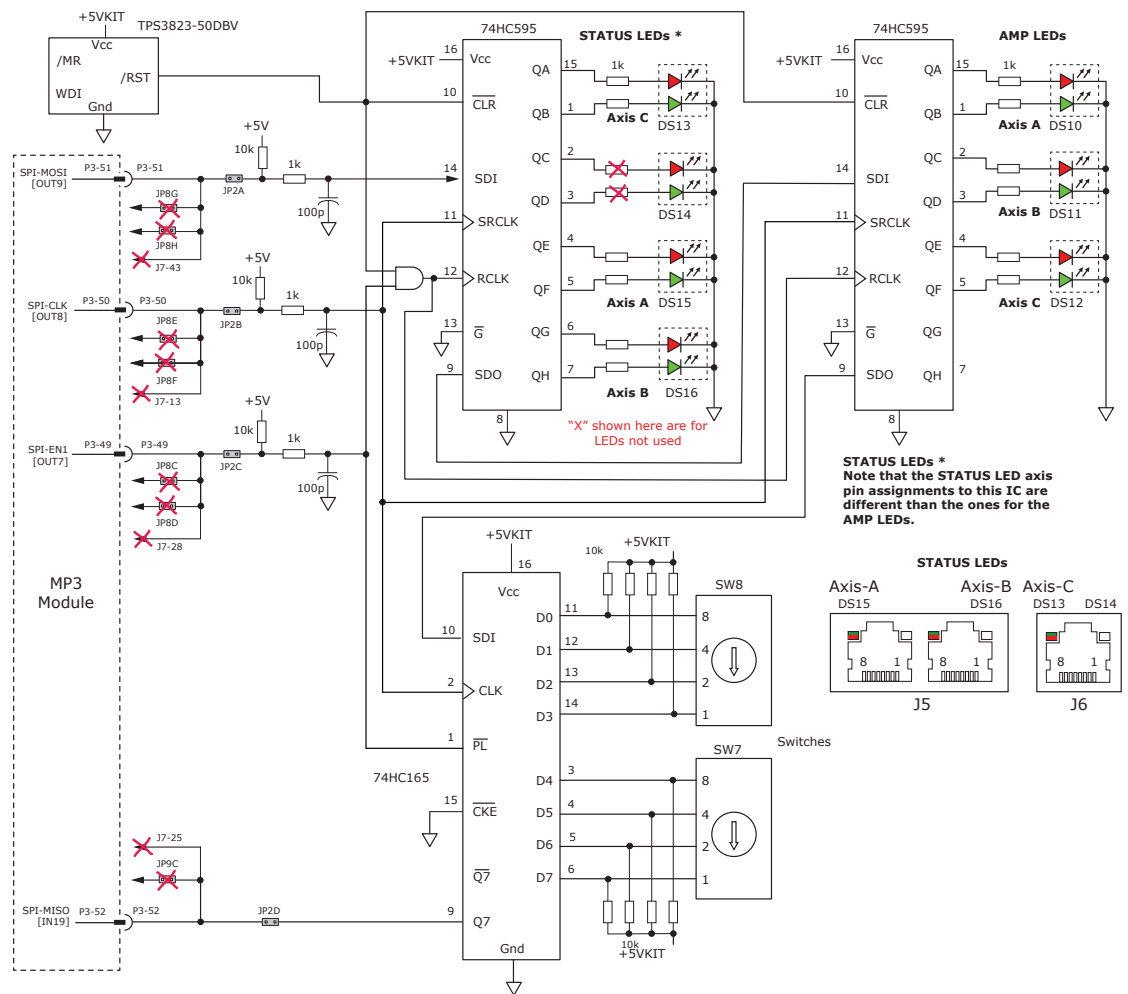 +5VKIT
TPS3823-50DBV
Vcc
/MR
/RST
WDI
Gnd
SPI-MOSI
[OUT9]
P3-51
P3-51
JP2A
10k
+5V
1k
100p
JP8G
JP8H
J7-43
SPI-CLK
[OUT8]
P3-50
P3-50
JP2B
10k
+5V
1k
100p
JP8E
JP8F
J7-13
SPI-EN1
[OUT7]
P3-49
P3-49
JP2C
10k
+5V
1k
100p
JP8C
JP8D
J7-28
MP3
Module
J7-25
JP9C
SPI-MISO
[IN19]
P3-52
P3-52
JP2D
74HC595
STATUS LEDs *
+5VKIT
16
Vcc
10
CLR
14
SDI
11
SRCLK
12
RCLK
13
G
9
SDO
8
QA
15
1k
QB
1
Axis C
DS13
QC
2
QD
3
DS14
QE
4
QF
5
Axis A
DS15
QG
6
QH
7
Axis B
DS16
"X" shown here are for
LEDs not used
74HC595
AMP LEDs
+5VKIT
16
Vcc
10
CLR
14
SDI
11
SRCLK
12
RCLK
13
G
9
SDO
8
QA
15
1k
QB
1
Axis A
DS10
QC
2
QD
3
Axis B
DS11
QE
4
QF
5
Axis C
DS12
QG
QH
7
STATUS LEDs *
Note that the STATUS LED axis
pin assignments to this IC are
different than the ones for the
AMP LEDs.
+5VKIT
16
Vcc
10
SDI
2
CLK
1
PL
74HC165
15
CKE
Q7
9
Q7
Gnd
D0
11
D1
12
D2
13
D3
14
D4
3
D5
4
D6
5
D7
6
10k
+5VKIT
SW8
8
4
2
1
Switches
SW7
8
4
2
1
10k
+5VKIT
STATUS LEDs
Axis-A
Axis-B
Axis-C
DS15
DS16
DS13
DS14
8 1
8 1
8 1
J5
J6